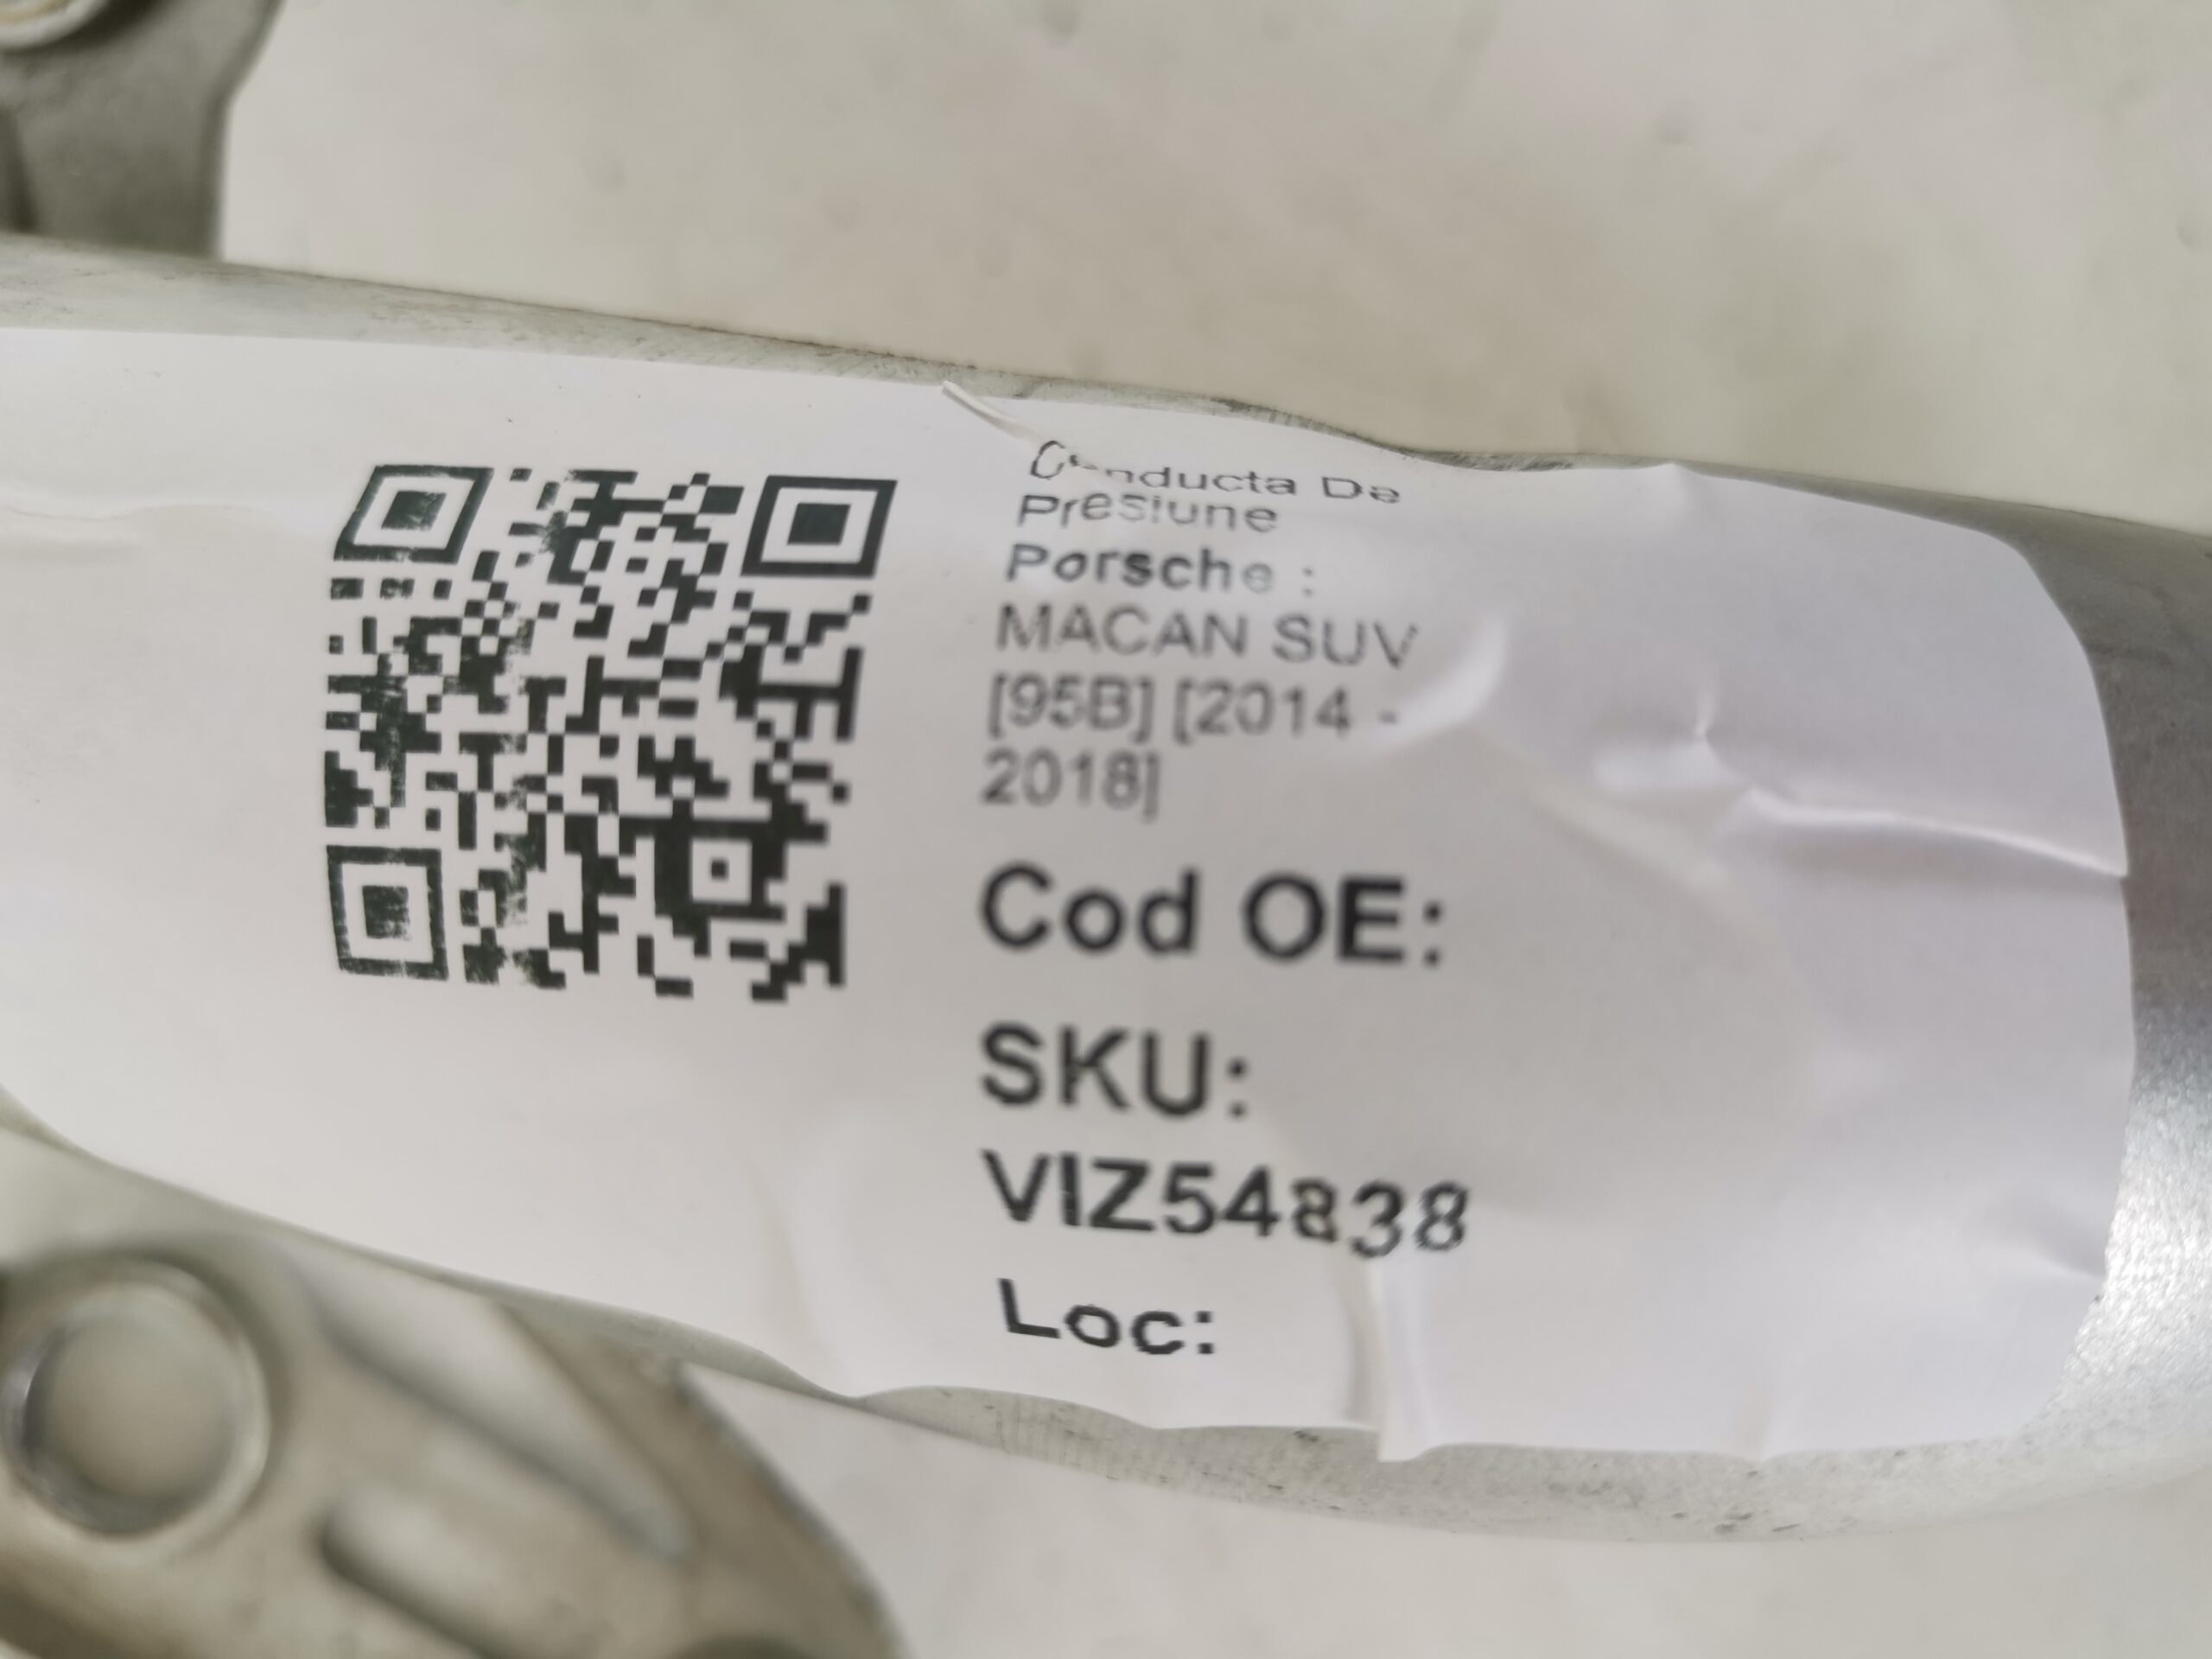 Conducta De
Presiune
Porsche :
MACAN SUV
[95B] [2014 -
2018]
Cod OE:
SKU:
VIZ54838
Loc: